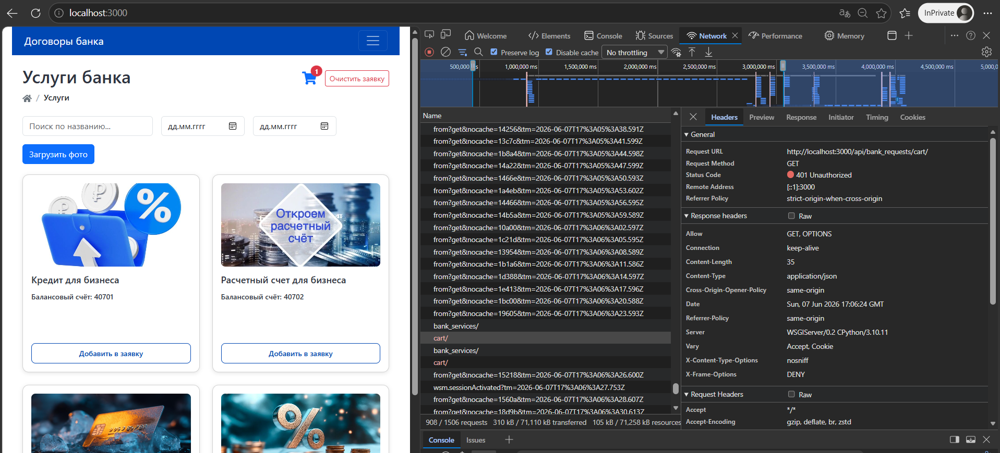 localhost:3000
InPrivate
Договоры банка
Услуги банка
1
Очистить заявку
/ Услуги
Поиск по названию...
дд.мм.гггг
дд.мм.гггг
Загрузить фото
%
Откроем
расчетный
счёт
Кредит для бизнеса
Балансовый счёт: 40701
Расчетный счет для бизнеса
Балансовый счёт: 40702
Добавить в заявку
Добавить в заявку
%
Welcome
Elements
Console
Sources
Network
Performance
Memory
Preserve log
Disable cache
No throttling
1,000,000 ms
1,500,000 ms
2,000,000 ms
2,500,000 ms
3,000,000 ms
3,500,000 ms
4,000,000 ms
4,500,000 ms
Name
from?get&nocache=14256&tm=2026-06-07T17%3A05%3A38.591Z
from?get&nocache=13c7c&tm=2026-06-07T17%3A05%3A41.599Z
from?get&nocache=1b8a4&tm=2026-06-07T17%3A05%3A44.598Z
from?get&nocache=14a22&tm=2026-06-07T17%3A05%3A47.599Z
from?get&nocache=1466e&tm=2026-06-07T17%3A05%3A50.593Z
from?get&nocache=1a4eb&tm=2026-06-07T17%3A05%3A53.602Z
from?get&nocache=14466&tm=2026-06-07T17%3A05%3A56.595Z
from?get&nocache=14b5a&tm=2026-06-07T17%3A05%3A59.589Z
from?get&nocache=10a00&tm=2026-06-07T17%3A06%3A02.597Z
from?get&nocache=1c21d&tm=2026-06-07T17%3A06%3A05.595Z
from?get&nocache=13954&tm=2026-06-07T17%3A06%3A08.589Z
from?get&nocache=1b1a6&tm=2026-06-07T17%3A06%3A11.586Z
from?get&nocache=1d388&tm=2026-06-07T17%3A06%3A14.597Z
from?get&nocache=1e413&tm=2026-06-07T17%3A06%3A17.596Z
from?get&nocache=1bc00&tm=2026-06-07T17%3A06%3A20.588Z
from?get&nocache=19605&tm=2026-06-07T17%3A06%3A23.593Z
bank_services/
cart/
bank_services/
cart/
from?get&nocache=15218&tm=2026-06-07T17%3A06%3A26.600Z
wsm.sessionActivated?tm=2026-06-07T17%3A06%3A27.753Z
from?get&nocache=1560a&tm=2026-06-07T17%3A06%3A28.607Z
from?get&nocache=18d9b&tm=2026-06-07T17%3A06%3A30.613Z
908 / 1506 requests 310 kB / 71,110 kB transferred 105 kB / 71,258 kB resources
Headers
Preview
Response
Initiator
Timing
Cookies
General
Request URL http://localhost:3000/api/bank_requests/cart/
Request Method GET
Status Code 401 Unauthorized
Remote Address [::1]:3000
Referrer Policy strict-origin-when-cross-origin
Response headers Raw
Allow GET, OPTIONS
Connection keep-alive
Content-Length 35
Content-Type application/json
Cross-Origin-Opener-Policy same-origin
Date Sun, 07 Jun 2026 17:06:24 GMT
Referrer-Policy same-origin
Server WSGIServer/0.2 CPython/3.10.11
Vary Accept, Cookie
X-Content-Type-Options nosniff
X-Frame-Options DENY
Request Headers Raw
Accept */*
Accept-Encoding gzip, deflate, br, zstd
Console
Issues